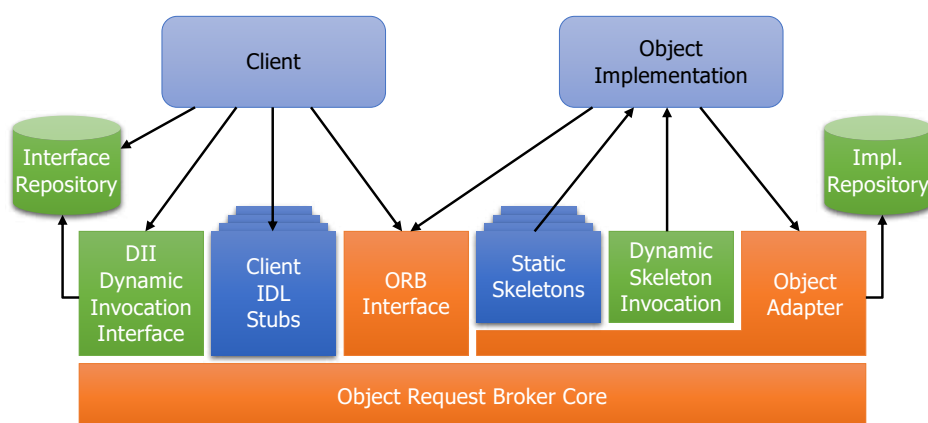 Client
Object
Implementation
Interface
Repository
Impl.
Repository
DII
Dynamic
Invocation
Interface
Client
IDL
Stubs
ORB
Interface
Static
Skeletons
Dynamic
Skeleton
Invocation
Object
Adapter
Object Request Broker Core